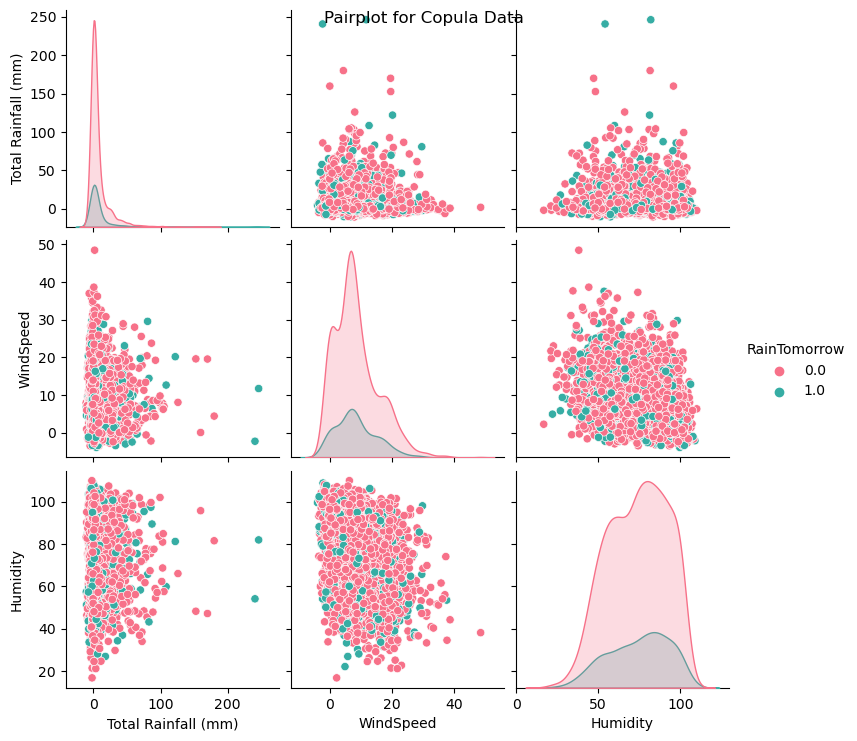 Pairplot for Copula Data
250
200
150
100
50
0
Total Rainfall (mm)
50
40
30
20
10
0
WindSpeed
RainTomorrow
0.0
1.0
100
80
60
40
20
Humidity
0 200
0 20 40
0 50 100
Total Rainfall (mm)
WindSpeed
Humidity